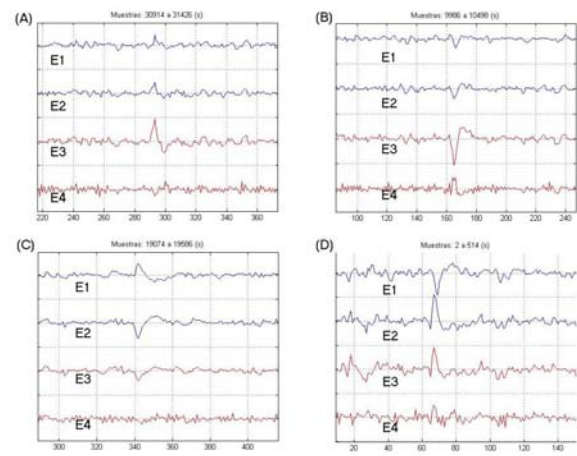 (A)
Muestras: 30914 a 31426 (s)
E1
E2
E3
E4
220 240 260 280 300 320 340 360
(B)
Muestras: 9986 a 10498 (s)
E1
E2
E3
E4
100 120 140 160 180 200 220 240
(C)
Muestras: 19074 a 19586 (s)
E1
E2
E3
E4
300 320 340 360 380 400
(D)
Muestras: 2 a 514 (s)
E1
E2
E3
E4
20 40 60 80 100 120 140